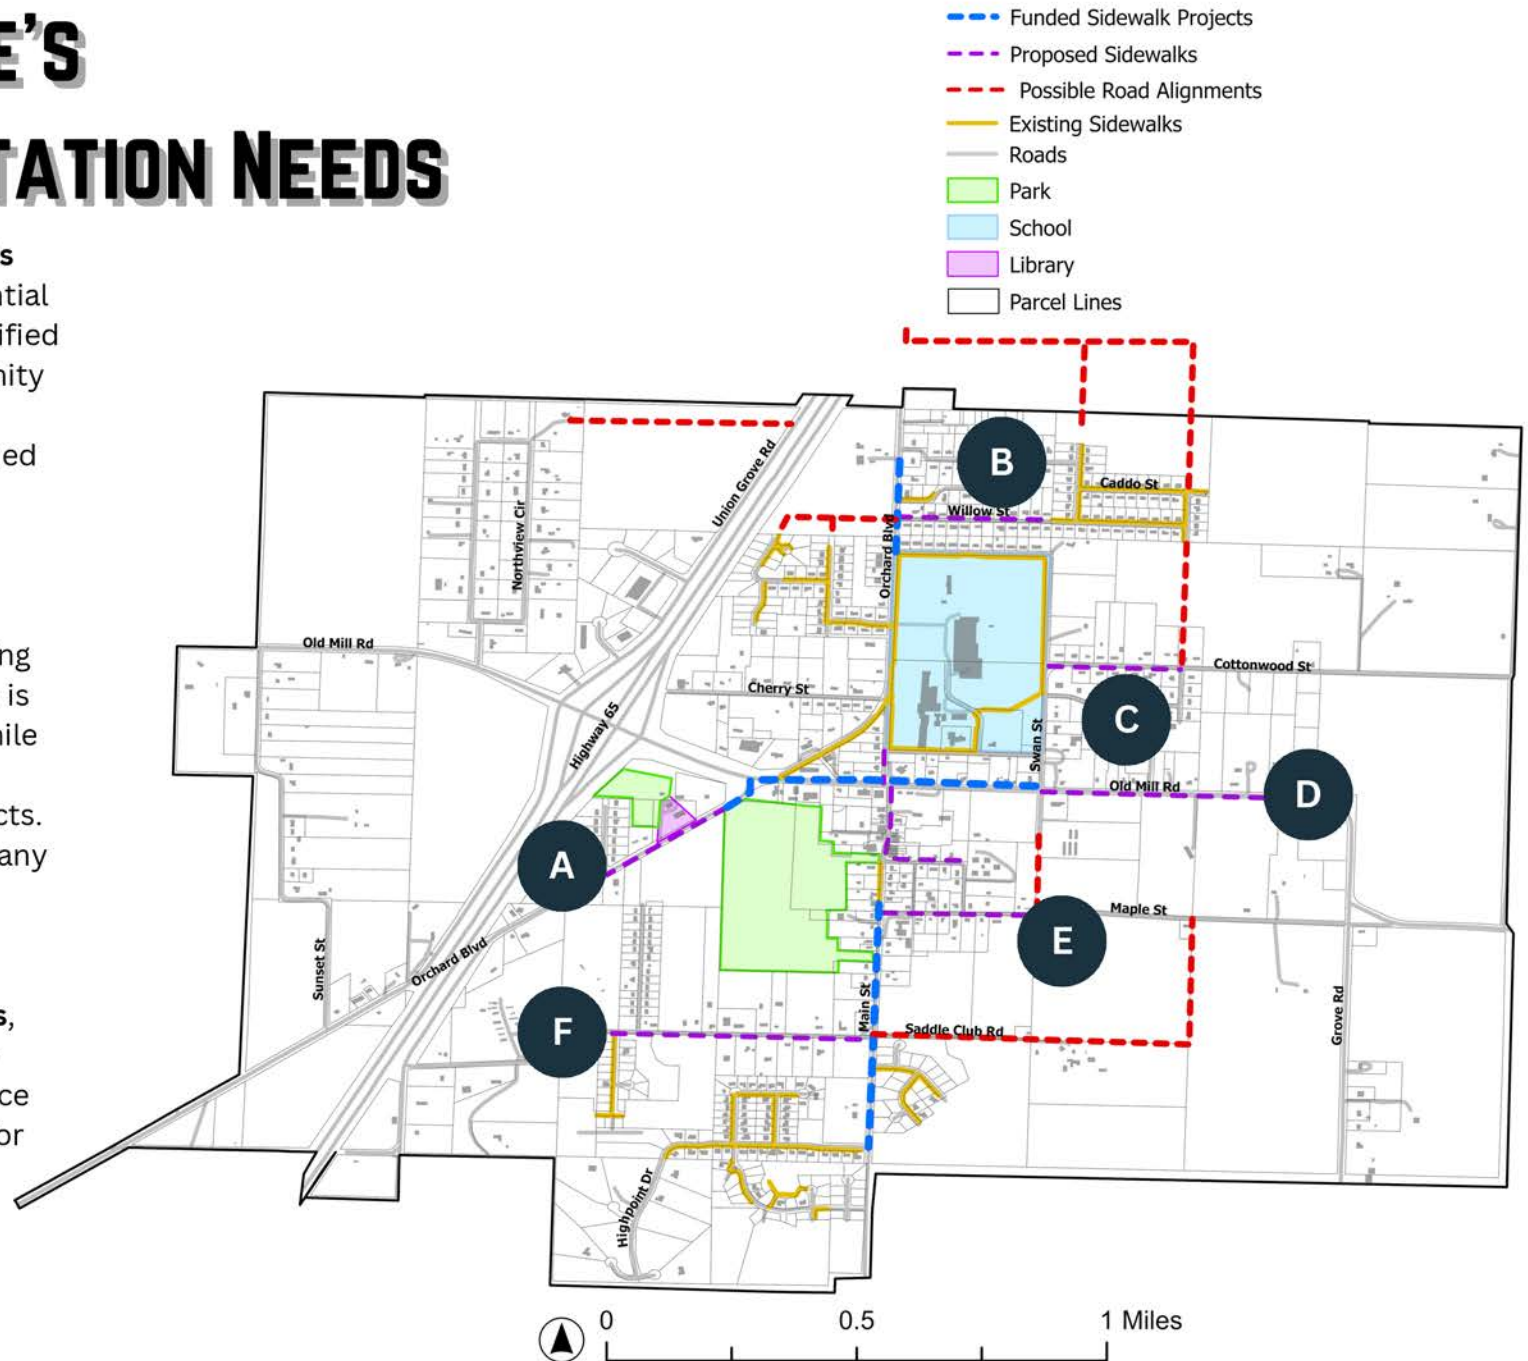 E'S
TATION NEEDS
s
ntial
ified
nity
ed
ng
is
nile
cts.
any
s,
ce
or
Funded Sidewalk Projects
Proposed Sidewalks
Possible Road Alignments
Existing Sidewalks
Roads
Park
School
Library
Parcel Lines
Union Grove Rd
B
Caddo St
Willow St
Northview Cir
Orchard Blvd
Old Mill Rd
Cottonwood St
Cherry St
C
Highway 65
Swan St
Old Mill Rd
D
A
Maple St
E
Sunset St
Orchard Blvd
Main St
Grove Rd
F
Saddle Club Rd
Highpoint Dr
0 0.5 1 Miles